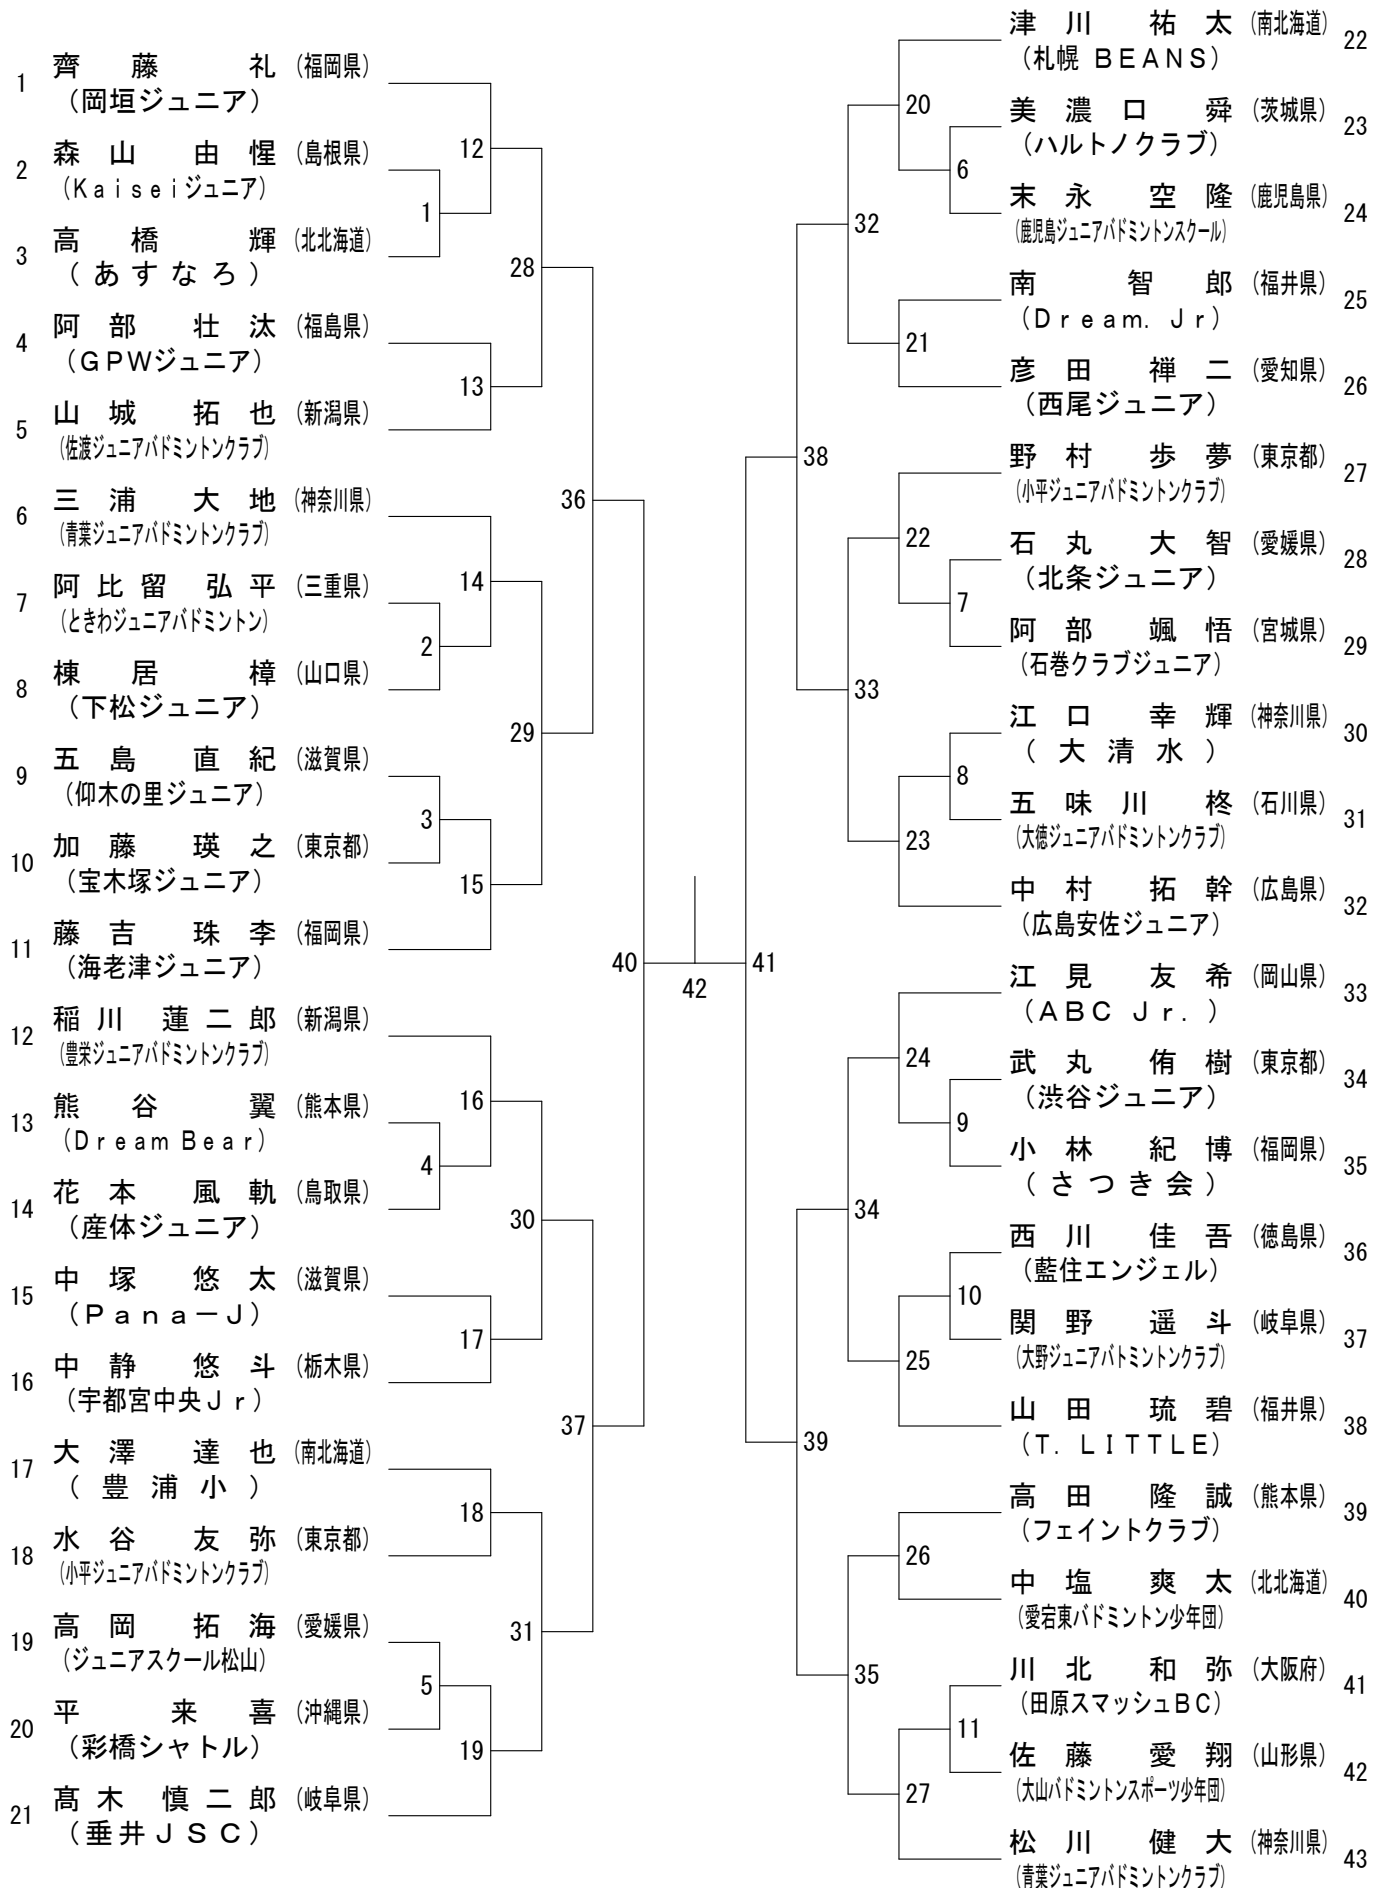 1 齊藤 礼 (福岡県)
(岡垣ジュニア)
2 森山 由惺 (島根県)
(Kaiseiジュニア)
3 高橋 輝 (北北海道)
(あすなろ)
4 阿部 壮汰 (福島県)
(GPWジュニア)
5 山城 拓也 (新潟県)
(佐渡ジュニアバドミントンクラブ)
6 三浦 大地 (神奈川県)
(青葉ジュニアバドミントンクラブ)
7 阿比留 弘平 (三重県)
(ときわジュニアバドミントン)
8 棟居 樟 (山口県)
(下松ジュニア)
9 五島 直紀 (滋賀県)
(仰木の里ジュニア)
10 加藤 瑛之 (東京都)
(宝木塚ジュニア)
11 藤吉 珠李 (福岡県)
(海老津ジュニア)
12 稲川 蓮二郎 (新潟県)
(豊栄ジュニアバドミントンクラブ)
13 熊谷 翼 (熊本県)
(Dream Bear)
14 花本 風軌 (鳥取県)
(産体ジュニア)
15 中塚 悠太 (滋賀県)
(Pana－J)
16 中静 悠斗 (栃木県)
(宇都宮中央Jr)
17 大澤 達也 (南北海道)
(豊浦小)
18 水谷 友弥 (東京都)
(小平ジュニアバドミントンクラブ)
19 高岡 拓海 (愛媛県)
(ジュニアスクール松山)
20 平 来喜 (沖縄県)
(彩橋シャトル)
21 髙木 慎二郎 (岐阜県)
(垂井JSC)
12
1
28
13
36
14
2
29
3
15
40
16
4
30
17
37
18
31
5
19
42
41
20
6
32
21
38
22
7
33
8
23
24
9
34
10
25
39
26
35
11
27
津川 祐太 (南北海道) 22
(札幌 BEANS)
美濃口 舜 (茨城県) 23
(ハルトノクラブ)
末永 空隆 (鹿児島県) 24
(鹿児島ジュニアバドミントンスクール)
南 智郎 (福井県) 25
(Dream. Jr)
彦田 禅二 (愛知県) 26
(西尾ジュニア)
野村 歩夢 (東京都) 27
(小平ジュニアバドミントンクラブ)
石丸 大智 (愛媛県) 28
(北条ジュニア)
阿部 颯悟 (宮城県) 29
(石巻クラブジュニア)
江口 幸輝 (神奈川県) 30
(大清水)
五味川 柊 (石川県) 31
(大徳ジュニアバドミントンクラブ)
中村 拓幹 (広島県) 32
(広島安佐ジュニア)
江見 友希 (岡山県) 33
(ABC Jr.)
武丸 侑樹 (東京都) 34
(渋谷ジュニア)
小林 紀博 (福岡県) 35
(さつき会)
西川 佳吾 (徳島県) 36
(藍住エンジェル)
関野 遥斗 (岐阜県) 37
(大野ジュニアバトミントンクラブ)
山田 琉碧 (福井県) 38
(T. LITTLE)
高田 隆誠 (熊本県) 39
(フェイントクラブ)
中塩 爽太 (北北海道) 40
(愛宕東バドミントン少年団)
川北 和弥 (大阪府) 41
(田原スマッシュBC)
佐藤 愛翔 (山形県) 42
(大山バドミントンスポーツ少年団)
松川 健大 (神奈川県) 43
(青葉ジュニアバドミントンクラブ)